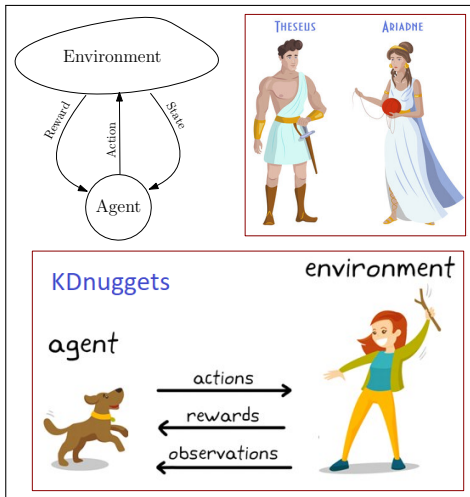 Environment
Reward
Action
State
Agent
THESEUS
ARIADNE
KDnuggets
environment
agent
actions
rewards
observations